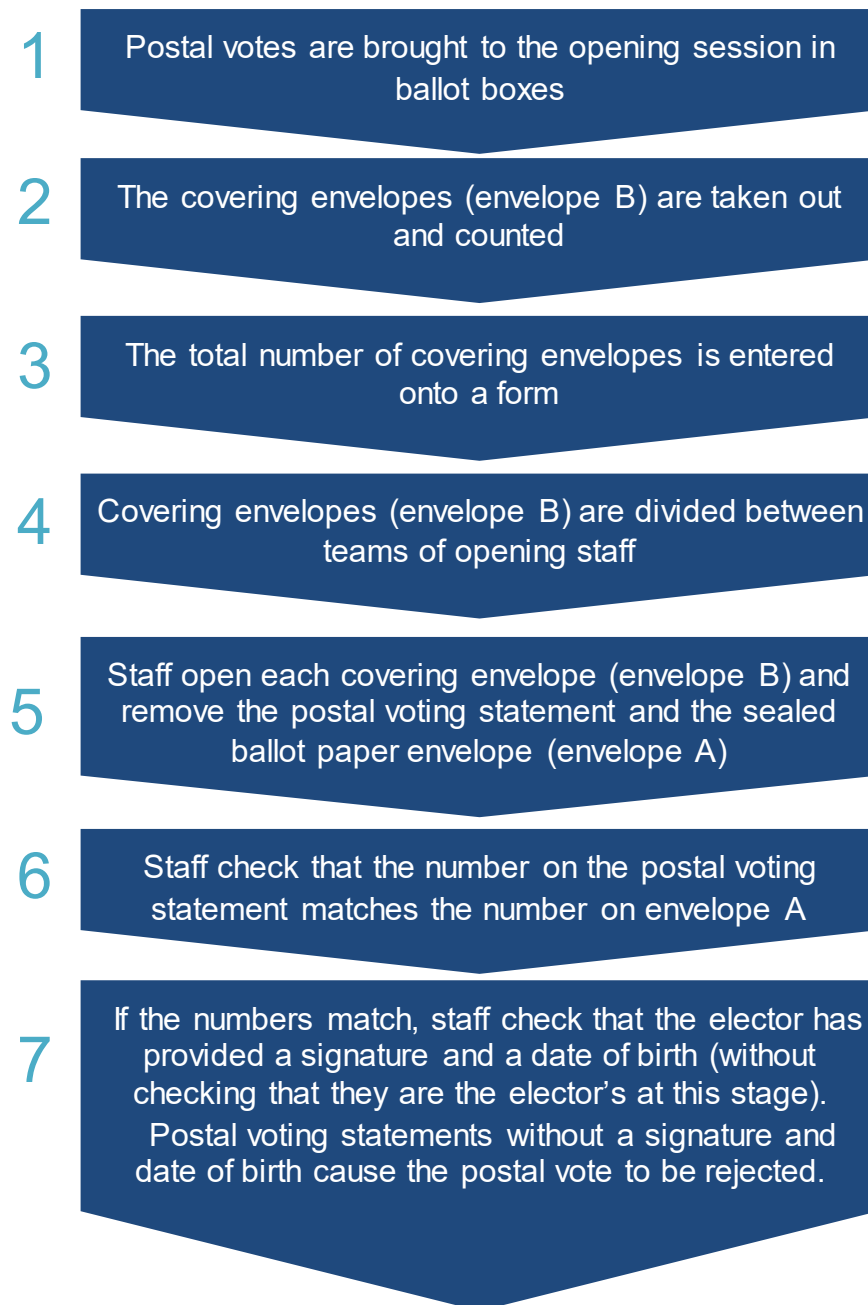 1
Postal votes are brought to the opening session in
ballot boxes
2
The covering envelopes (envelope B) are taken out
and counted
3
The total number of covering envelopes is entered
onto a form
4
Covering envelopes (envelope B) are divided between
teams of opening staff
5
Staff open each covering envelope (envelope B) and
remove the postal voting statement and the sealed
ballot paper envelope (envelope A)
6
Staff check that the number on the postal voting
statement matches the number on envelope A
7
If the numbers match, staff check that the elector has
provided a signature and a date of birth (without
checking that they are the elector’s at this stage).
Postal voting statements without a signature and
date of birth cause the postal vote to be rejected.